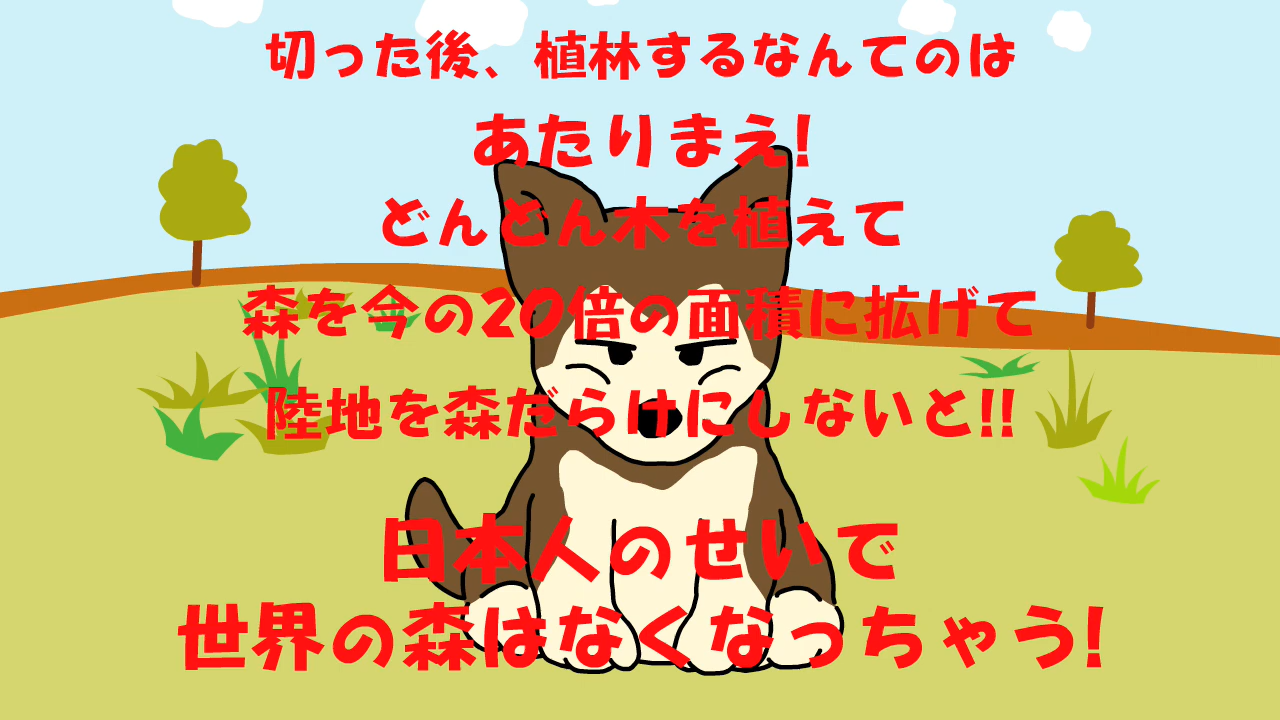 切った後、植林するなんてのは
あたりまえ!
どんどん木を植えて
森を今の20倍の面積に拡げて
陸地を森だらけにしないと!!
日本人のせいで
世界の森はなくなっちゃう!